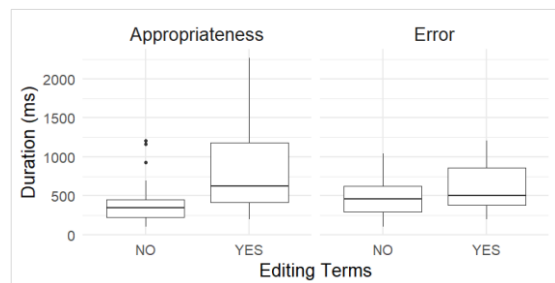 Appropriateness Error
Duration (ms)
2000
1500
1000
500
0
NO YES NO YES
Editing Terms